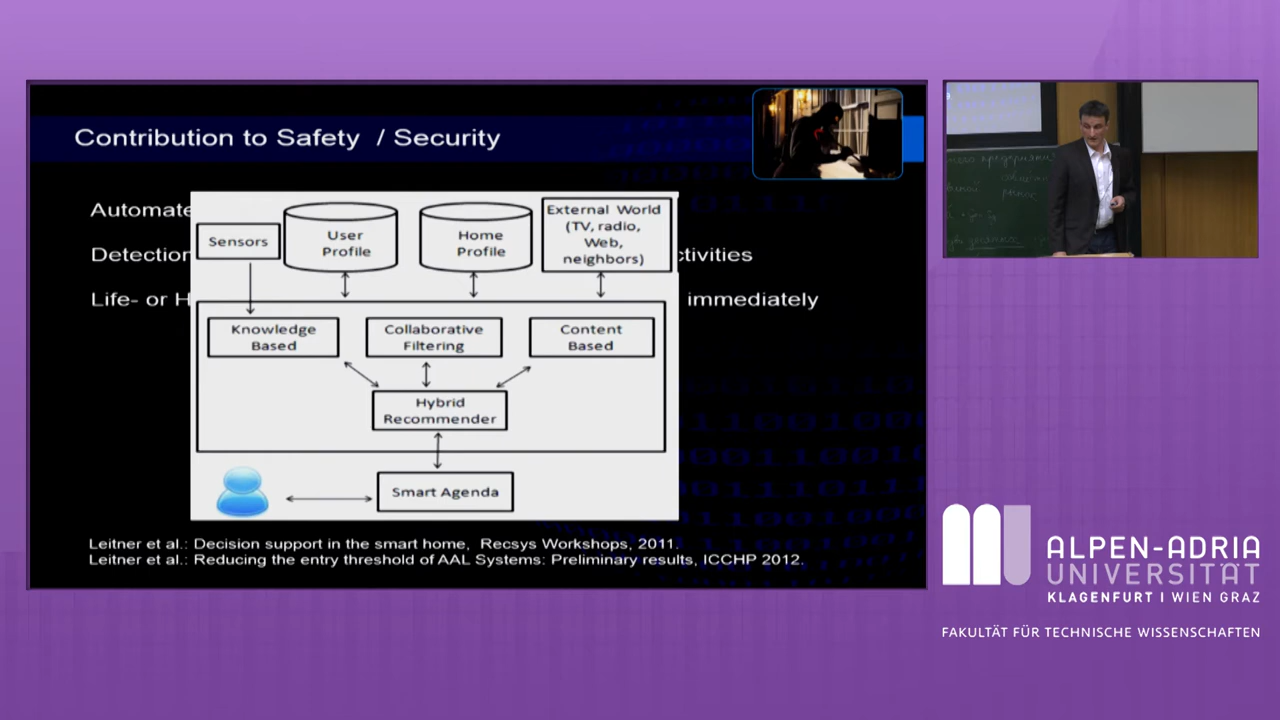 Contribution to Safety / Security
Automate
Detection
ctivities
Life- or H
immediately
Sensors
User
Profile
Home
Profile
External World
(TV, radio,
Web,
neighbors)
Knowledge
Based
Collaborative
Filtering
Content
Based
Hybrid
Recommender
Smart Agenda
Leitner et al.: Decision support in the smart home, Recsys Workshops, 2011.
Leitner et al.: Reducing the entry threshold of AAL Systems: Preliminary results, ICCHP 2012.
ALPEN-ADRIA
UNIVERSITÄT
KLAGENFURT I WIEN GRAZ
FAKULTÄT FÜR TECHNISCHE WISSENSCHAFTEN